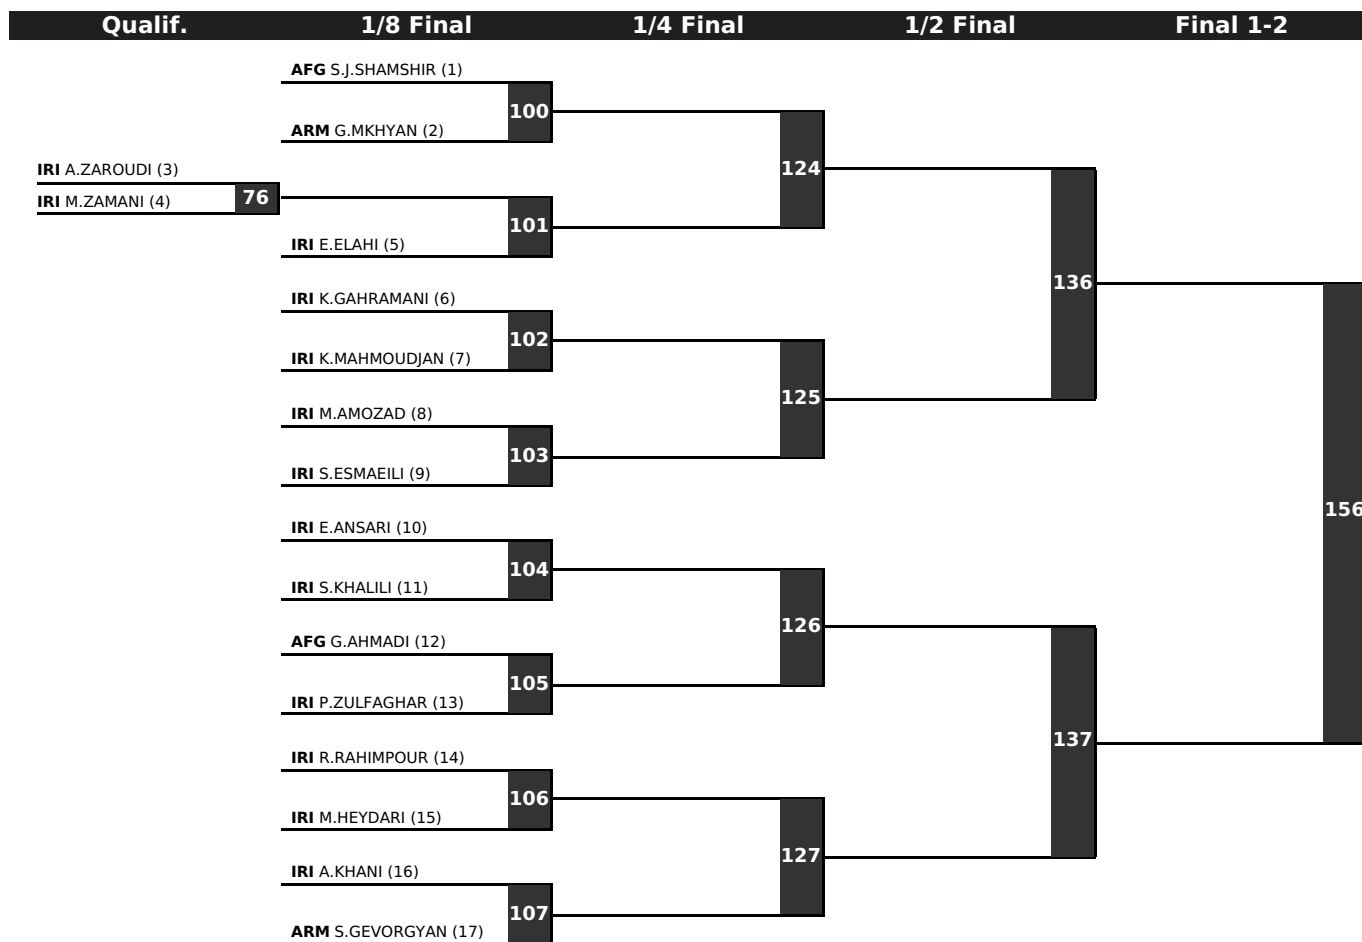 Qualif. 1/8 Final 1/4 Final 1/2 Final Final 1-2
AFG S.J.SHAMSHIR (1)
100
ARM G.MKHYAN (2)
124
IRI A.ZAROUDI (3)
76
IRI M.ZAMANI (4)
101
IRI E.ELAHI (5)
136
IRI K.GAHRAMANI (6)
102
IRI K.MAHMOUDJAN (7)
125
IRI M.AMOZAD (8)
103
IRI S.ESMAEILI (9)
156
IRI E.ANSARI (10)
104
IRI S.KHALILI (11)
126
AFG G.AHMADI (12)
105
IRI P.ZULFAGHAR (13)
137
IRI R.RAHIMPOUR (14)
106
IRI M.HEYDARI (15)
127
IRI A.KHANI (16)
107
ARM S.GEVORGYAN (17)